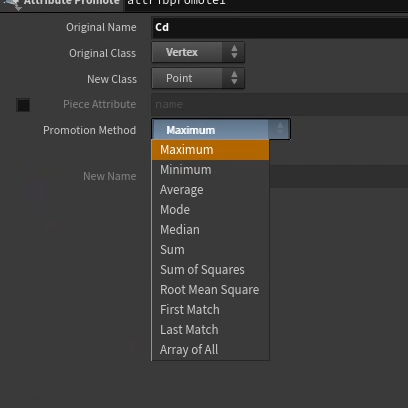 Attribute Promote attribpromote1
Original Name Cd
Original Class Vertex
New Class Point
Piece Attribute name
Promotion Method Maximum
Maximum
Minimum
Average
Mode
New Name
Median
Sum
Sum of Squares
Root Mean Square
First Match
Last Match
Array of All